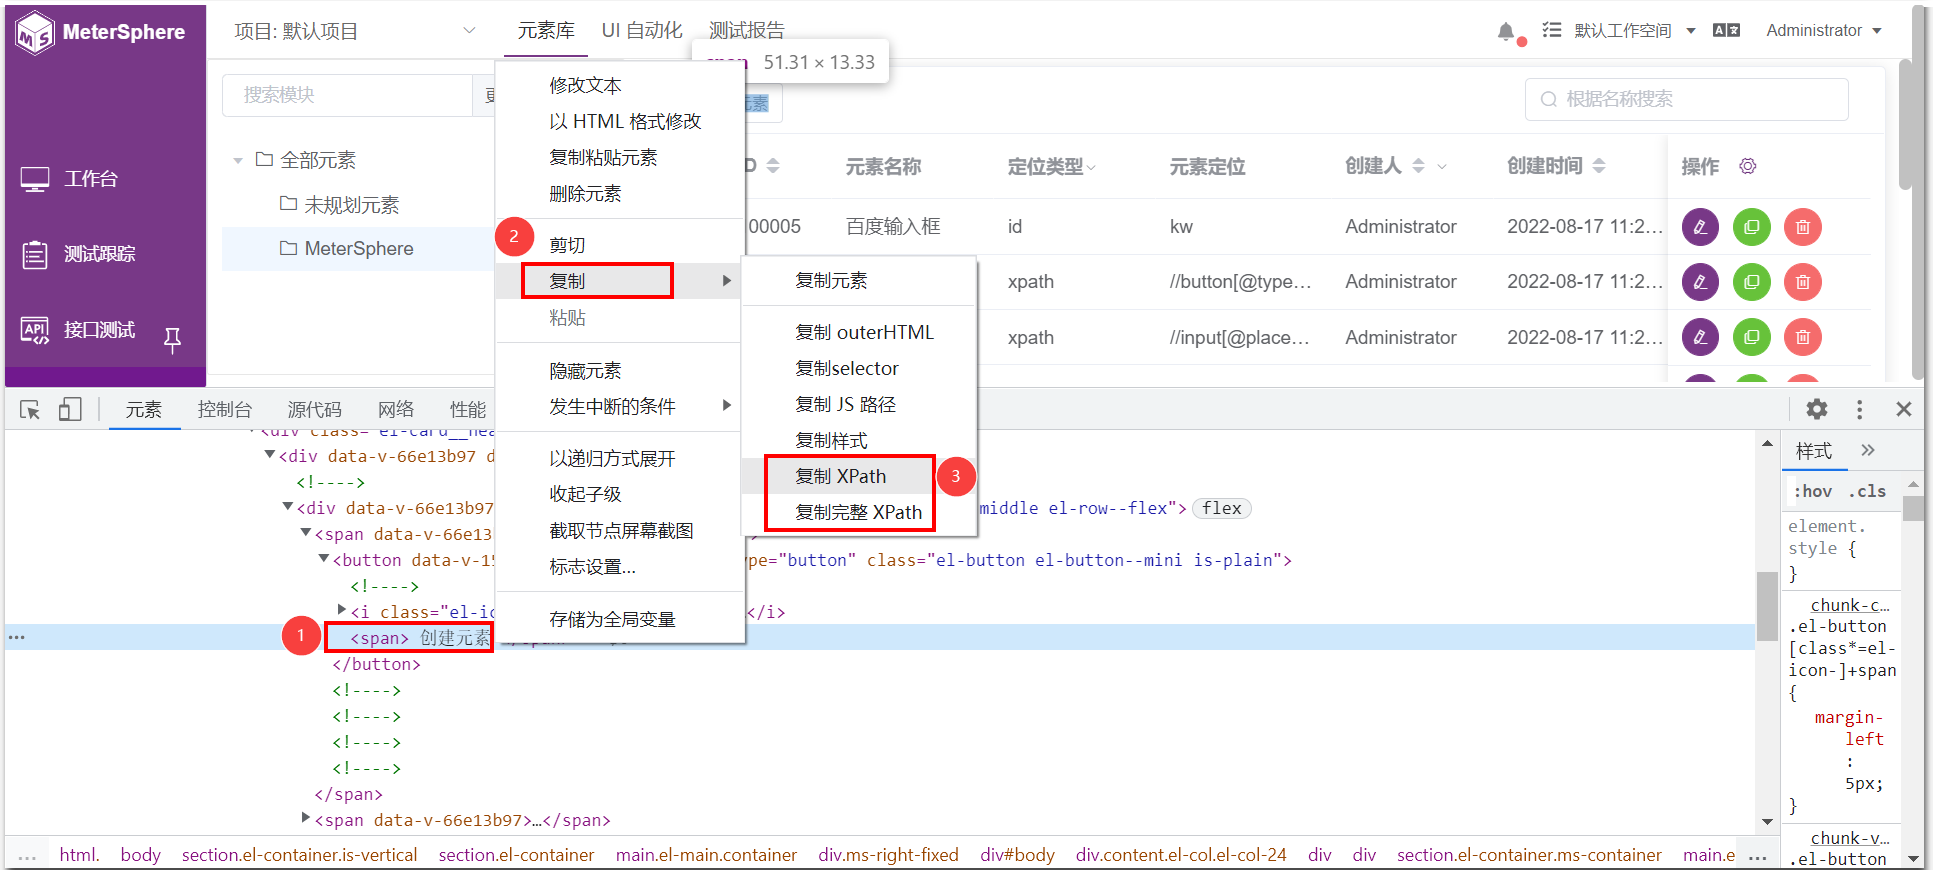 MeterSphere
项目: 默认项目
元素库
UI 自动化
测试报告
默认工作空间
Administrator
51.31 × 13.33
搜索模块
元素
根据名称搜索
全部元素
未规划元素
MeterSphere
工作台
测试跟踪
接口测试
元素名称
定位类型
元素定位
创建人
创建时间
操作
00005
百度输入框
id
kw
Administrator
2022-08-17 11:2...
xpath
//button[@type...
Administrator
2022-08-17 11:2...
xpath
//input[@place...
Administrator
2022-08-17 11:2...
修改文本
以 HTML 格式修改
复制粘贴元素
删除元素
2
剪切
复制
粘贴
隐藏元素
发生中断的条件
以递归方式展开
收起子级
截取节点屏幕截图
标志设置...
存储为全局变量
复制元素
复制 outerHTML
复制selector
复制 JS 路径
复制样式
复制 XPath
3
复制完整 XPath
元素
控制台
源代码
网络
性能
<div class="el-card__hea
<div data-v-66e13b97 d
<!---->
<div data-v-66e13b97
middle el-row--flex">
flex
<span data-v-66e13
<button data-v-15
ype="button" class="el-button el-button--mini is-plain">
<!---->
<i class="el-ic
</i>
1
<span> 创建元素
</button>
<!---->
<!---->
<!---->
<!---->
</span>
<span data-v-66e13b97>…</span>
...
html.
body
section.el-container.is-vertical
section.el-container
main.el-main.container
div.ms-right-fixed
div#body
div.content.el-col.el-col-24
div
div
section.el-container.ms-container
main.e
...
样式
:hov
.cls
element.
style {
}
chunk-c…
.el-button
[class*=el-
icon-]+span
{
margin-
left
:
5px;
}
chunk-v…
.el-button